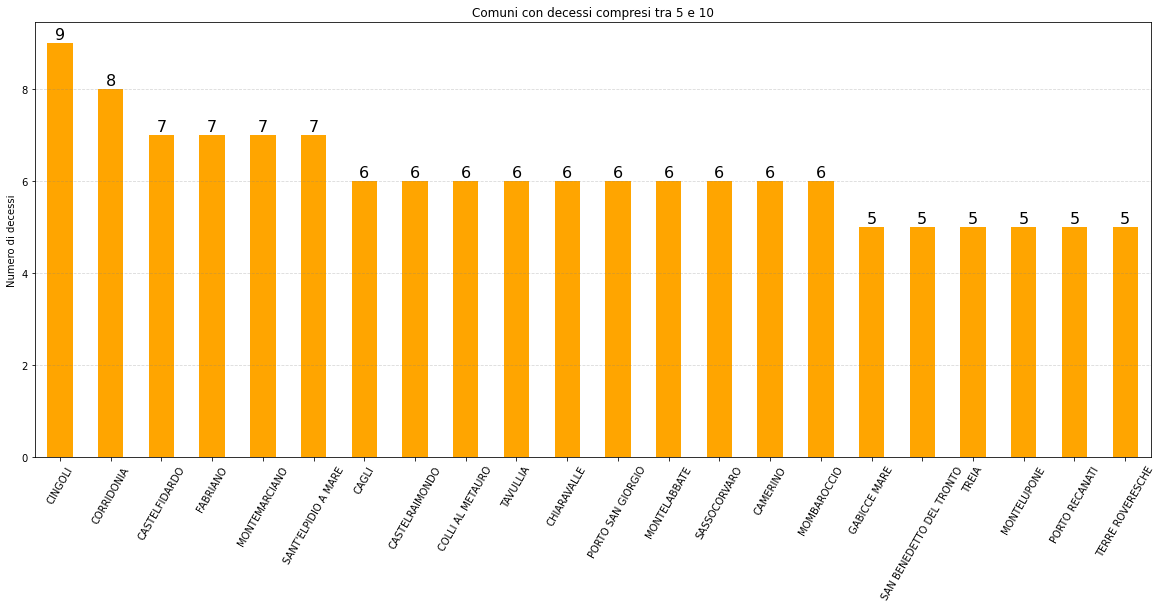 Comuni con decessi compresi tra 5 e 10
Numero di decessi
8
6
4
2
0
9
8
7
7
7
7
6
6
6
6
6
6
6
6
6
6
5
5
5
5
5
5
CINGOLI
CORRIDONIA
CASTELFIDARDO
FABRIANO
MONTEMARCIANO
SANT'ELPIDIO A MARE
CAGLI
CASTELRAIMONDO
COLLI AL METAURO
TAVULLIA
CHIARAVALLE
PORTO SAN GIORGIO
MONTELABBATE
SASSOCORVARO
CAMERINO
MOMBAROCCIO
GABICCE MARE
SAN BENEDETTO DEL TRONTO
TREIA
MONTELUPONE
PORTO RECANATI
TERRE ROVERESCHE